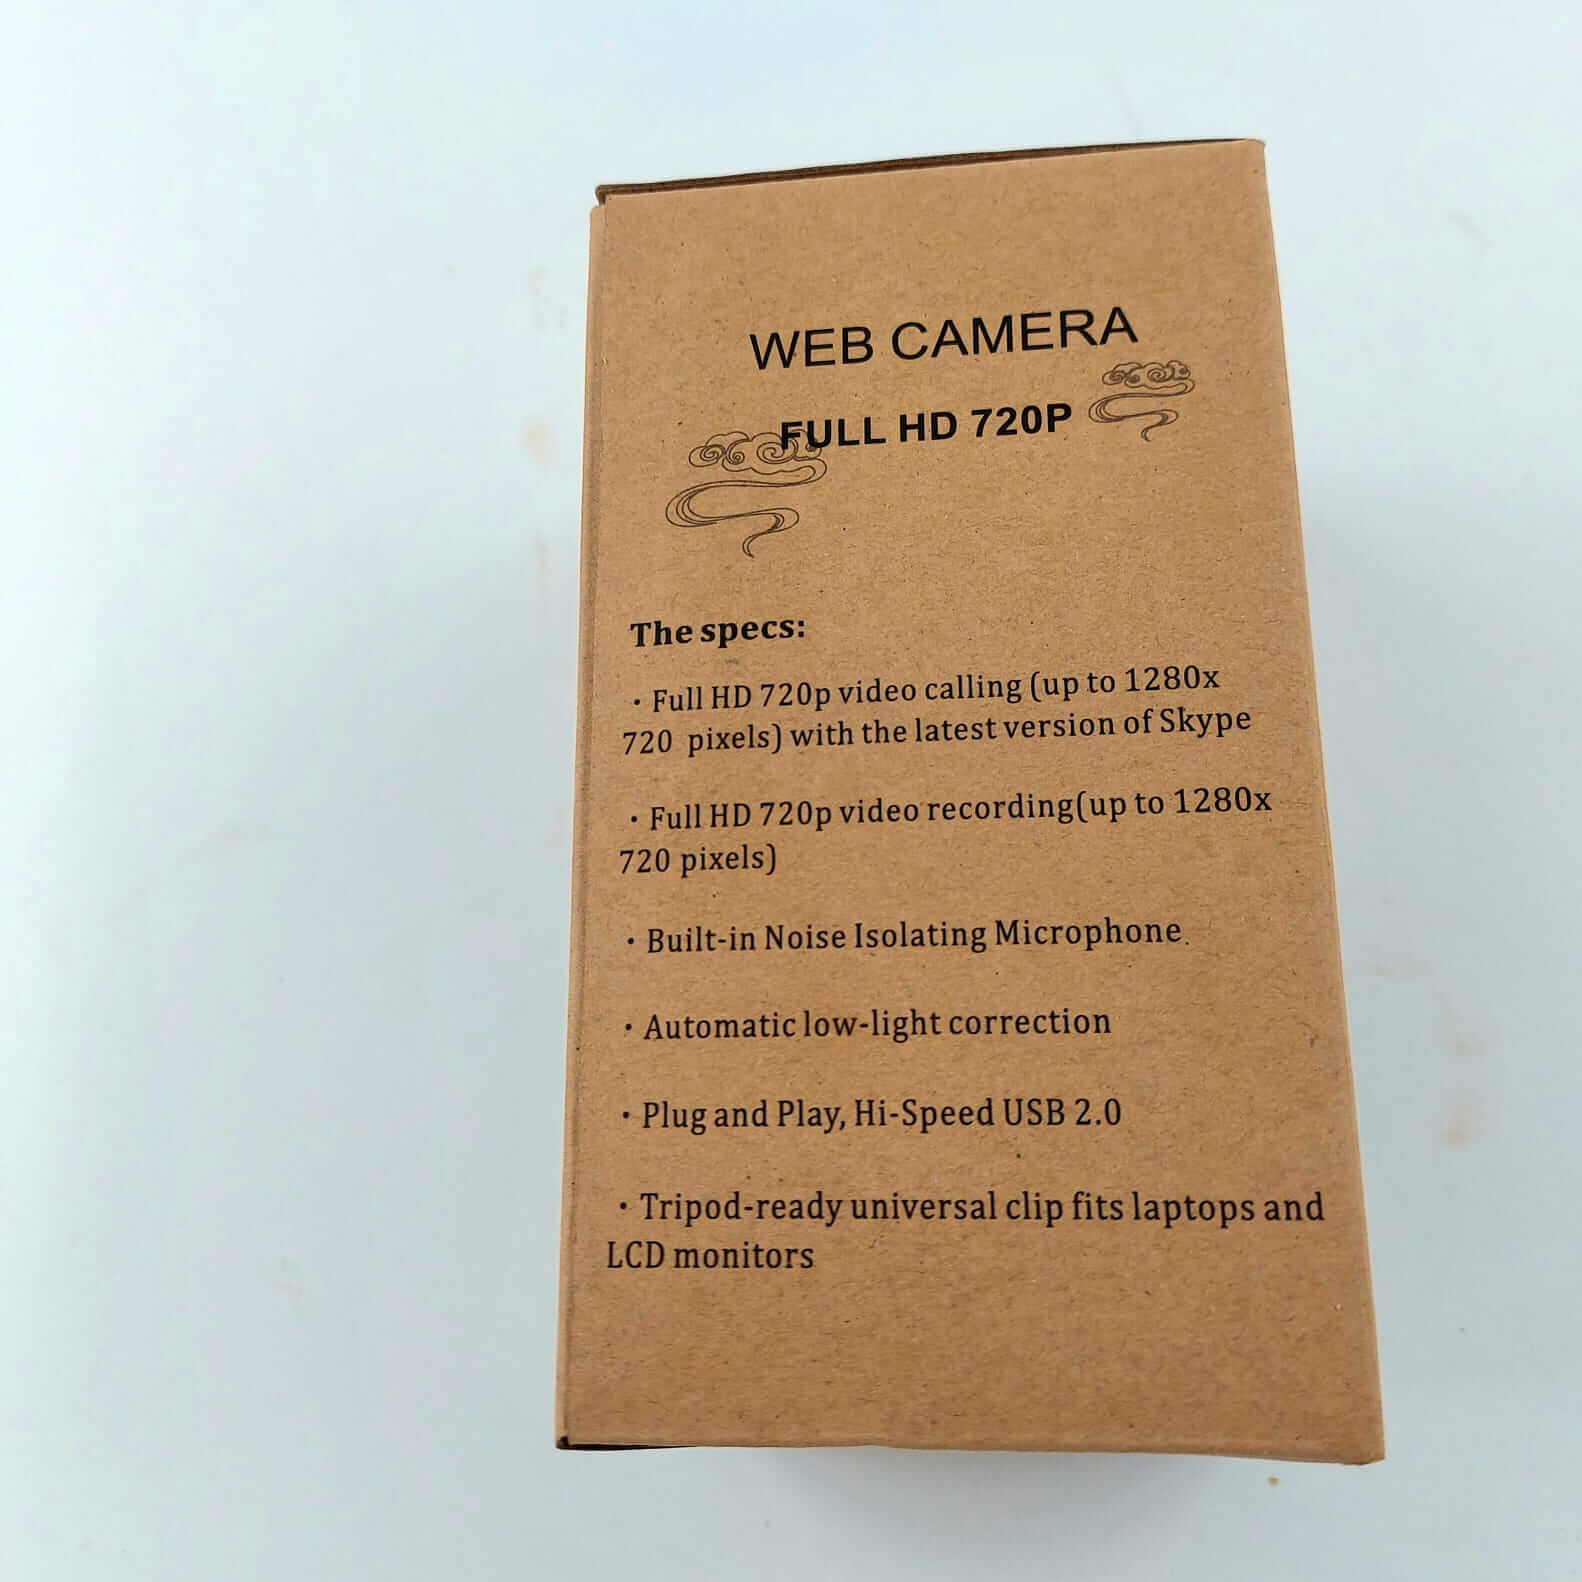 WEB CAMERA
FULL HD 720P
The specs:
· Full HD 720p video calling (up to 1280x
720 pixels) with the latest version of Skype
· Full HD 720p video recording(up to 1280x
720 pixels)
· Built-in Noise Isolating Microphone.
· Automatic low-light correction
· Plug and Play, Hi-Speed USB 2.0
· Tripod-ready universal clip fits laptops and
LCD monitors